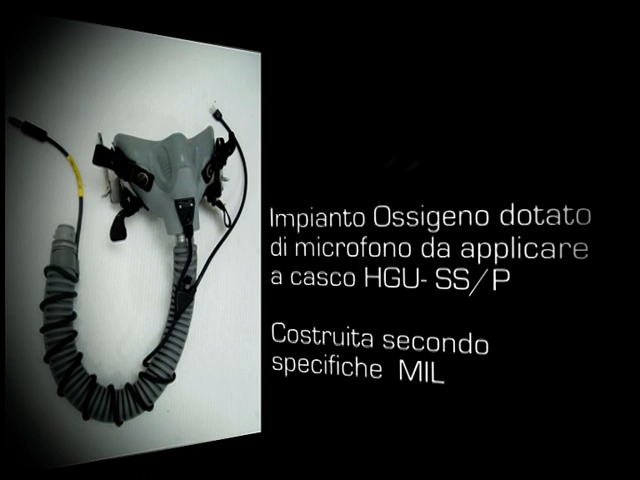 Impianto Ossigeno dotato
di microfono da applicare
a casco HGU- SS/P
Costruita secondo
specifiche MIL